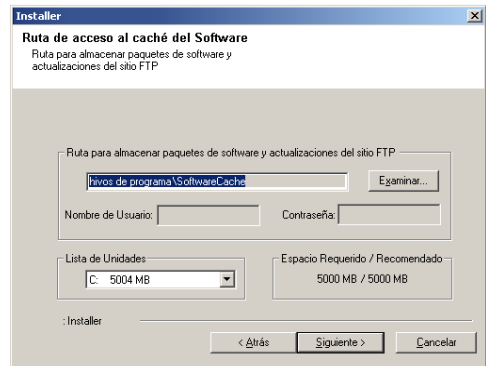 Installer
Ruta de acceso al caché del Software
Ruta para almacenar paquetes de software y
actualizaciones del sitio FTP
Ruta para almacenar paquetes de software y actualizaciones del sitio FTP
hivos de programa\SoftwareCache
Examinar...
Nombre de Usuario:
Contraseña:
Lista de Unidades
C: 5004 MB
Espacio Requerido / Recomendado
5000 MB / 5000 MB
: Installer
< Atrás
Siguiente >
Cancelar